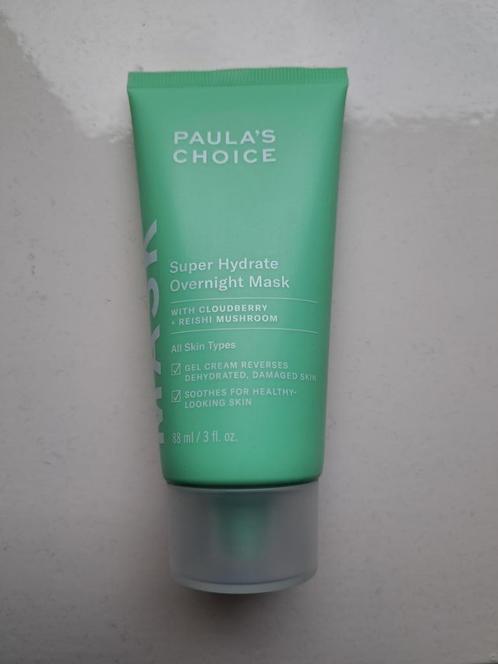 PAULA'S
CHOICE
MASK
Super Hydrate
Overnight Mask
WITH CLOUDBERRY
+ REISHI MUSHROOM
All Skin Types
GEL CREAM REVERSES
DEHYDRATED, DAMAGED SKIN
SOOTHES FOR HEALTHY-
LOOKING SKIN
88 ml / 3 fl. oz.